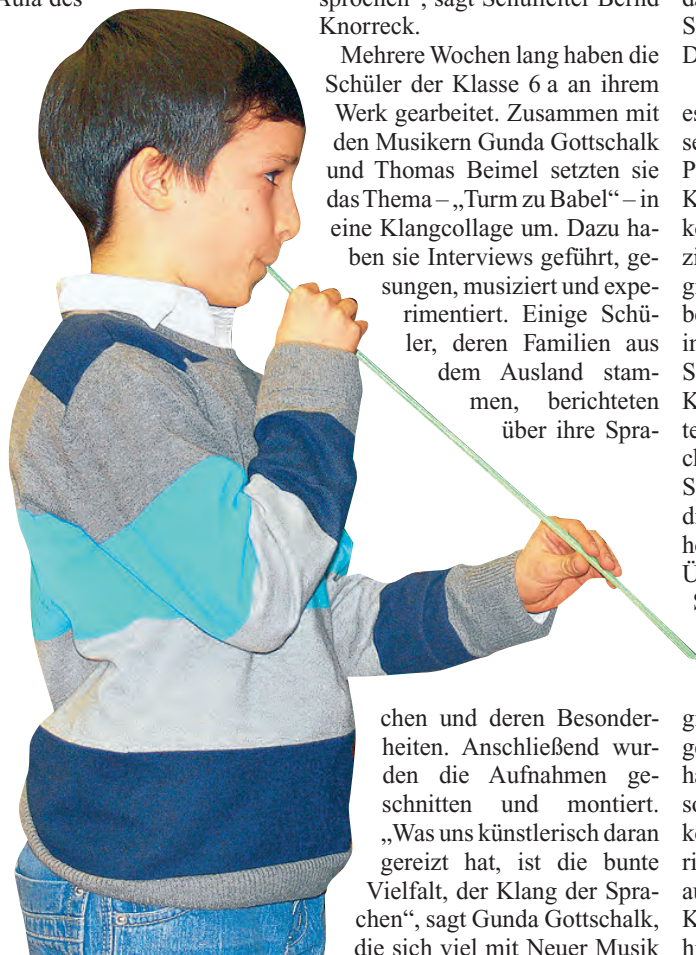 Aula des
sprochen“, sagt Schulleiter Bernd
Knorreck.
Mehrere Wochen lang haben die
Schüler der Klasse 6 a an ihrem
Werk gearbeitet. Zusammen mit
den Musikern Gunda Gottschalk
und Thomas Beimel setzten sie
das Thema – „Turm zu Babel“ – in
eine Klangcollage um. Dazu ha-
ben sie Interviews geführt, ge-
sungen, musiziert und expe-
rimentiert. Einige Schü-
ler, deren Familien aus
dem Ausland stam-
men, berichteten
über ihre Spra-
chen und deren Besonder-
heiten. Anschließend wur-
den die Aufnahmen ge-
schnitten und montiert.
„Was uns künstlerisch daran
gereizt hat, ist die bunte
Vielfalt, der Klang der Spra-
chen“, sagt Gunda Gottschalk,
die sich viel mit Neuer Musik